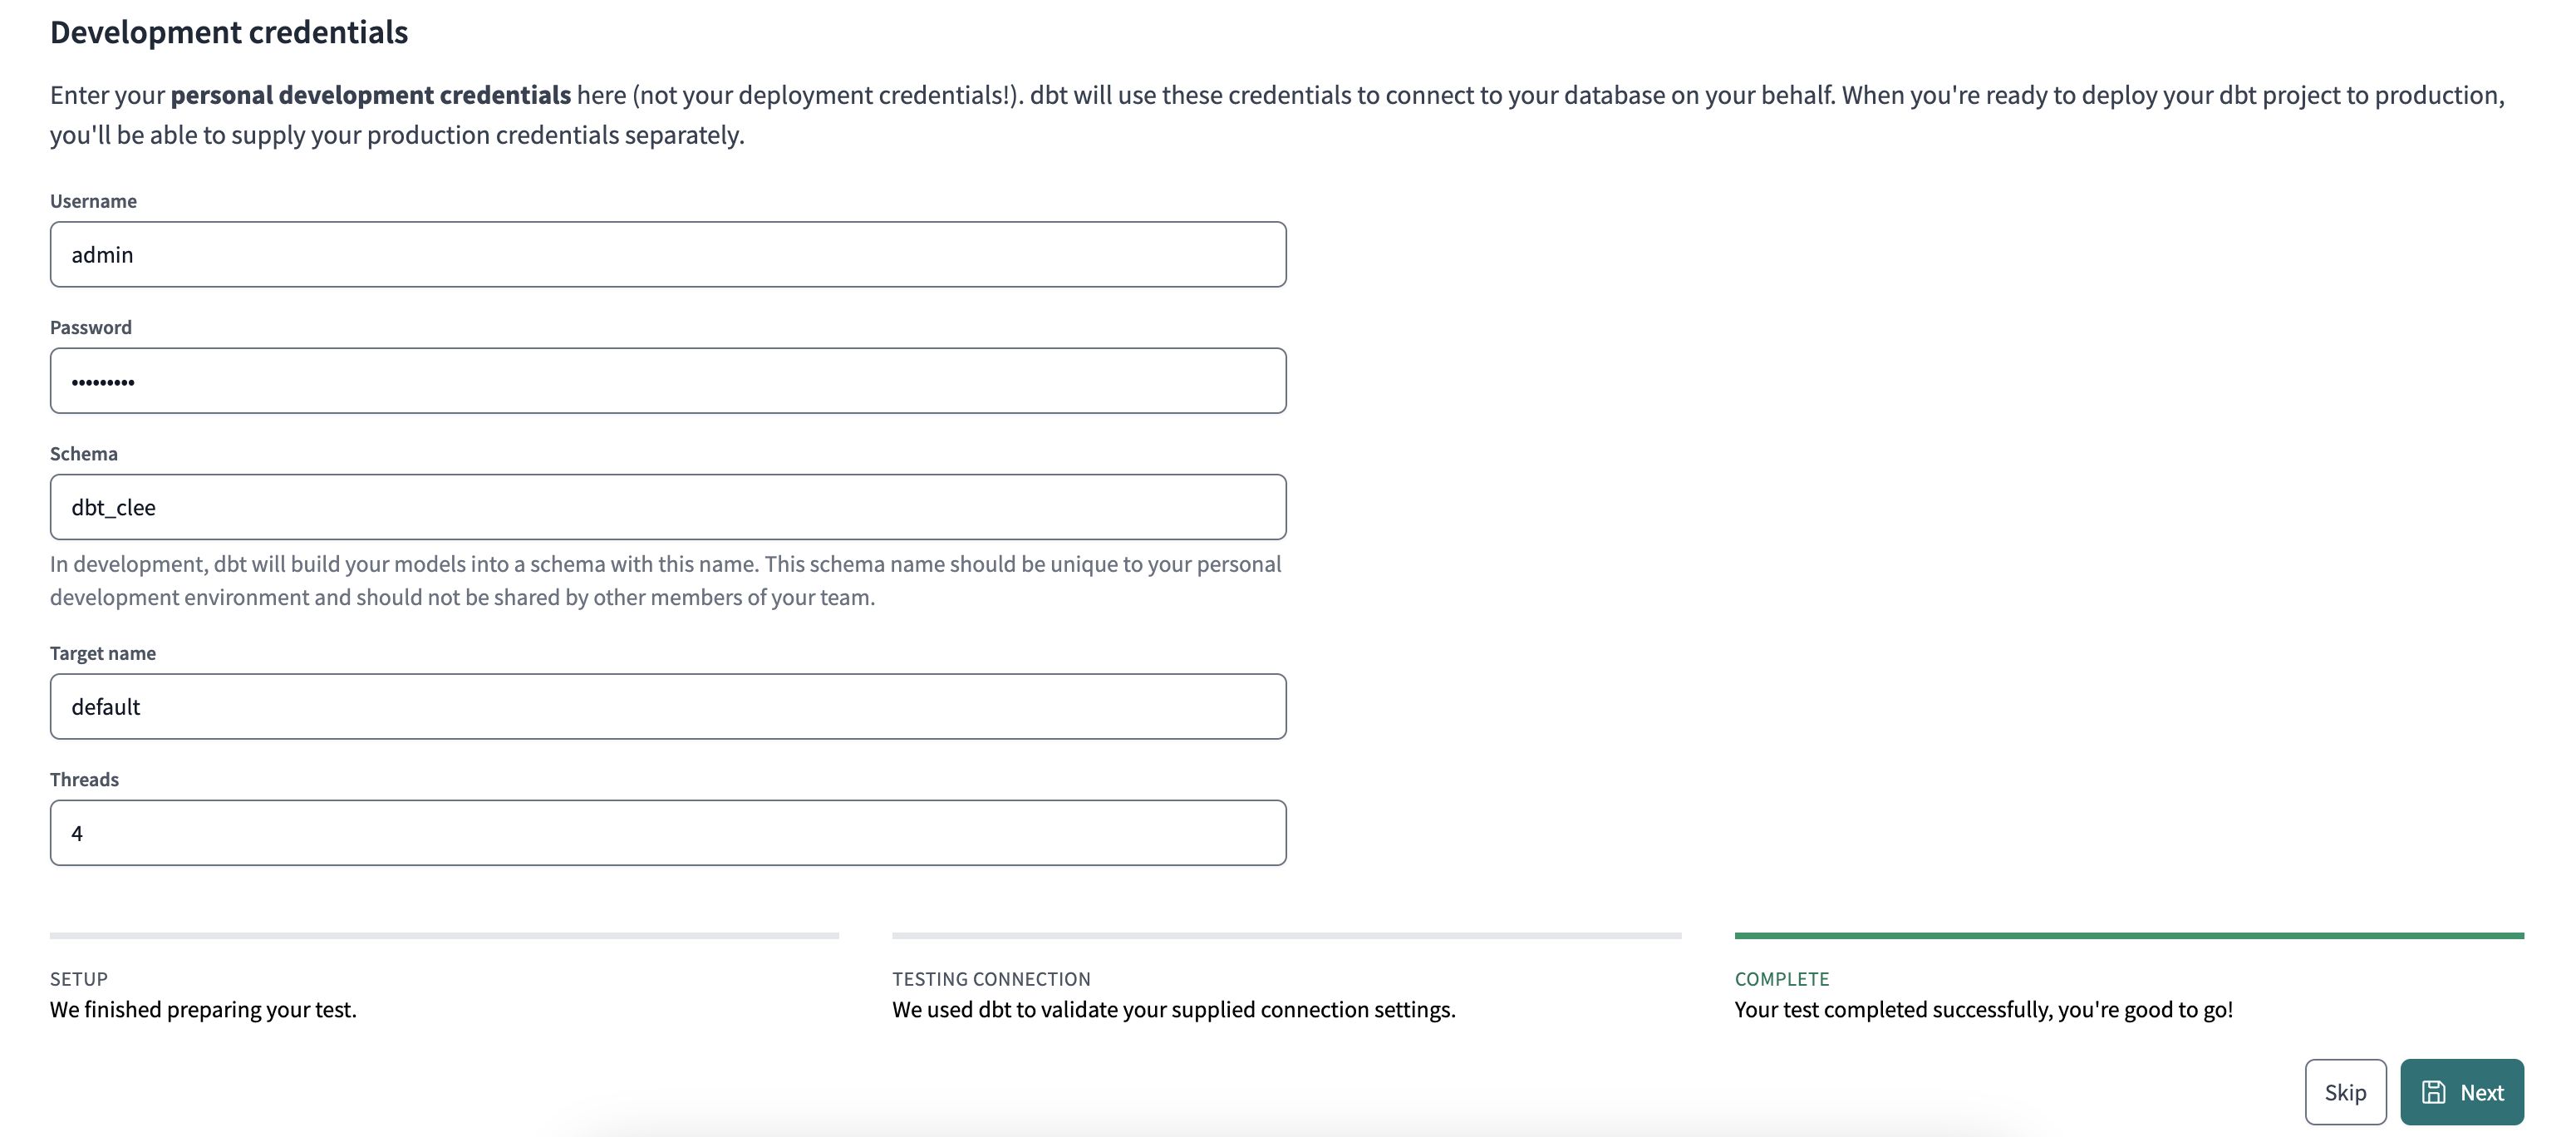 Development credentials
Enter your personal development credentials here (not your deployment credentials!). dbt will use these credentials to connect to your database on your behalf. When you're ready to deploy your dbt project to production,
you'll be able to supply your production credentials separately.
Username
admin
Password
•••••••••
Schema
dbt_clee
In development, dbt will build your models into a schema with this name. This schema name should be unique to your personal
development environment and should not be shared by other members of your team.
Target name
default
Threads
4
SETUP
We finished preparing your test.
TESTING CONNECTION
We used dbt to validate your supplied connection settings.
COMPLETE
Your test completed successfully, you're good to go!
Skip
Next